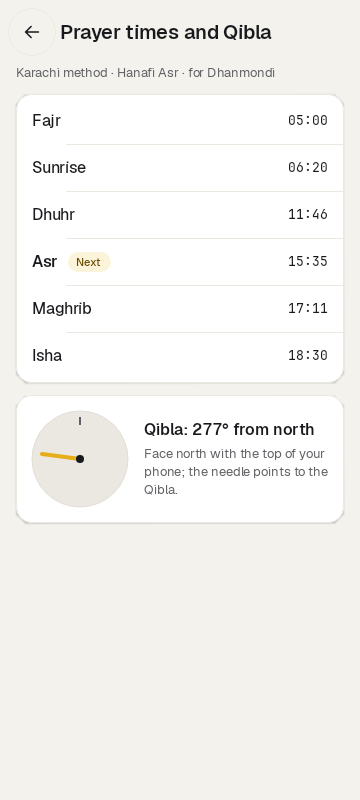 Prayer times and Qibla
Karachi method · Hanafi Asr · for Dhanmondi
Fajr 05:00
Sunrise 06:20
Dhuhr 11:46
Asr Next 15:35
Maghrib 17:11
Isha 18:30
Qibla: 277° from north
Face north with the top of your
phone; the needle points to the
Qibla.